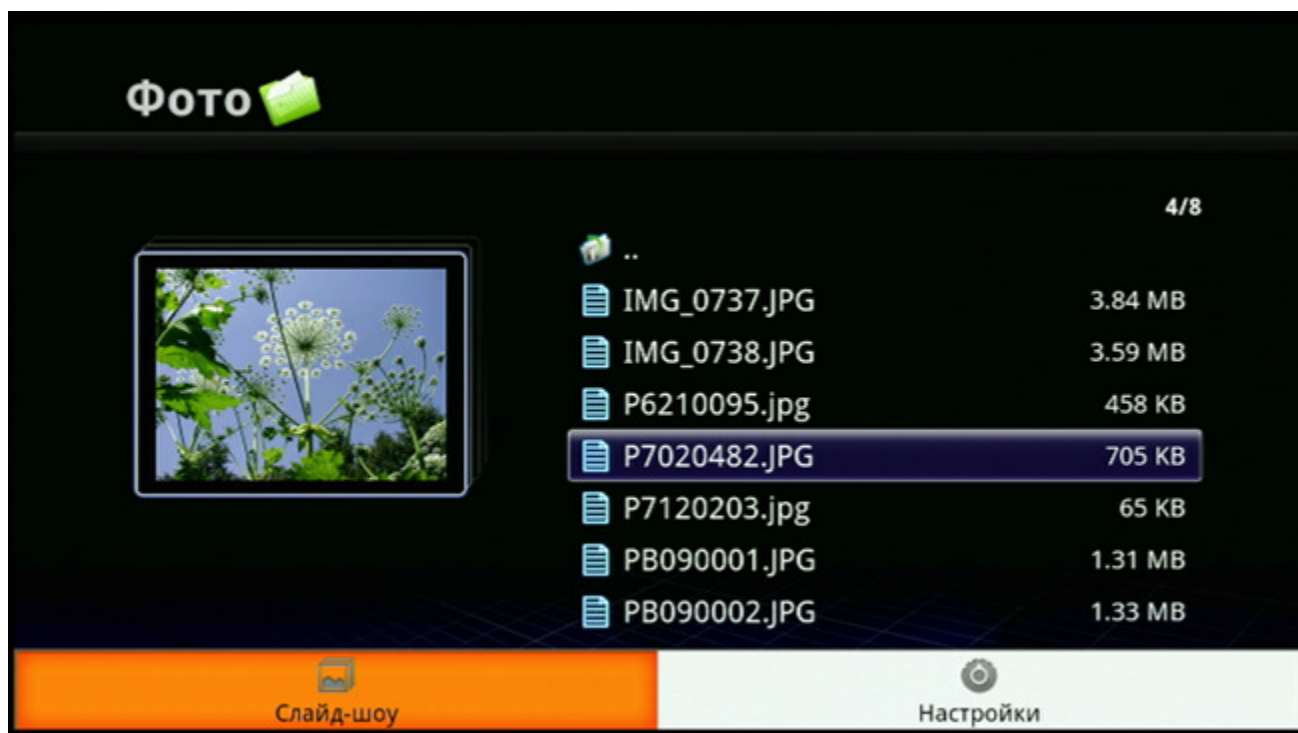 Фото
4/8
..
IMG_0737.JPG 3.84 MB
IMG_0738.JPG 3.59 MB
P6210095.jpg 458 KB
P7020482.JPG 705 KB
P7120203.jpg 65 KB
PB090001.JPG 1.31 MB
PB090002.JPG 1.33 MB
Слайд-шоу Настройки